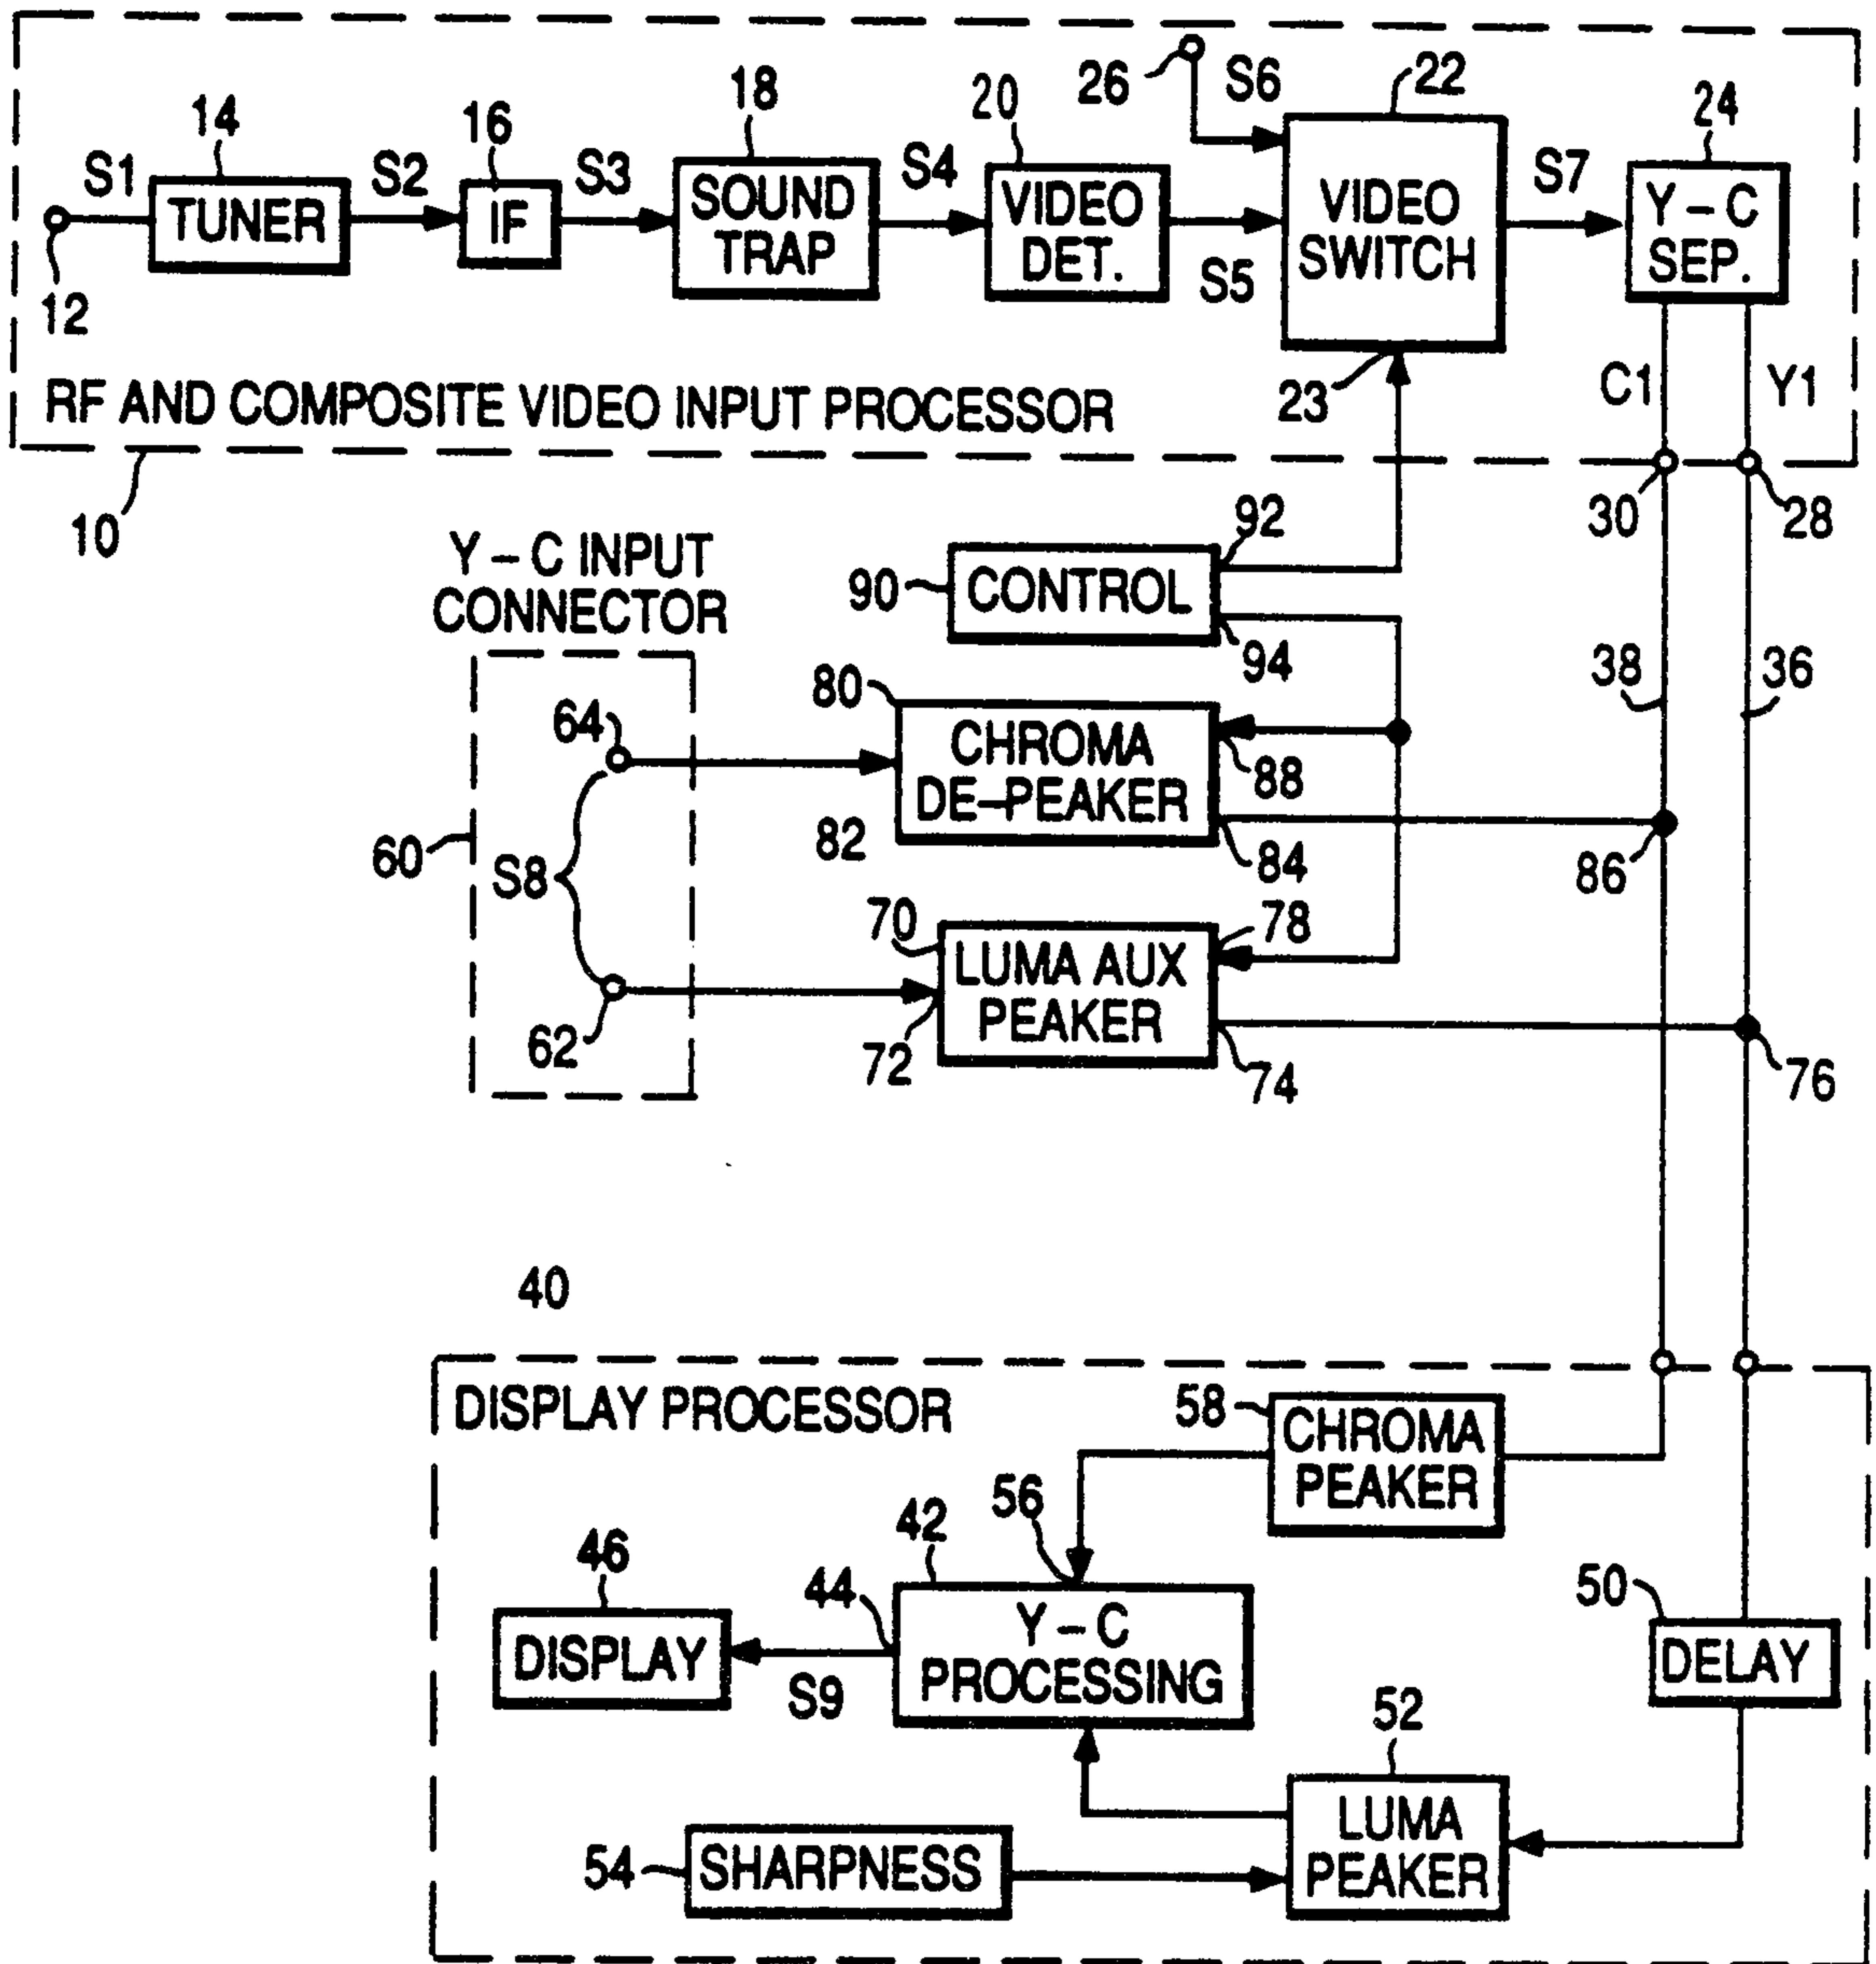 26
S6
22
24
14
16
18
20
S1
TUNER
S2
IF
S3
SOUND
TRAP
S4
VIDEO
DET.
S5
VIDEO
SWITCH
S7
Y – C
SEP.
12
23
C1
Y1
RF AND COMPOSITE VIDEO INPUT PROCESSOR
10
30
28
Y – C INPUT
CONNECTOR
92
90
CONTROL
94
38
36
64
80
CHROMA
DE–PEAKER
88
82
84
86
60
S8
70
78
LUMA AUX
PEAKER
62
72
74
76
40
DISPLAY PROCESSOR
58
CHROMA
PEAKER
56
42
46
44
DISPLAY
S9
Y – C
PROCESSING
50
DELAY
52
LUMA
PEAKER
54
SHARPNESS